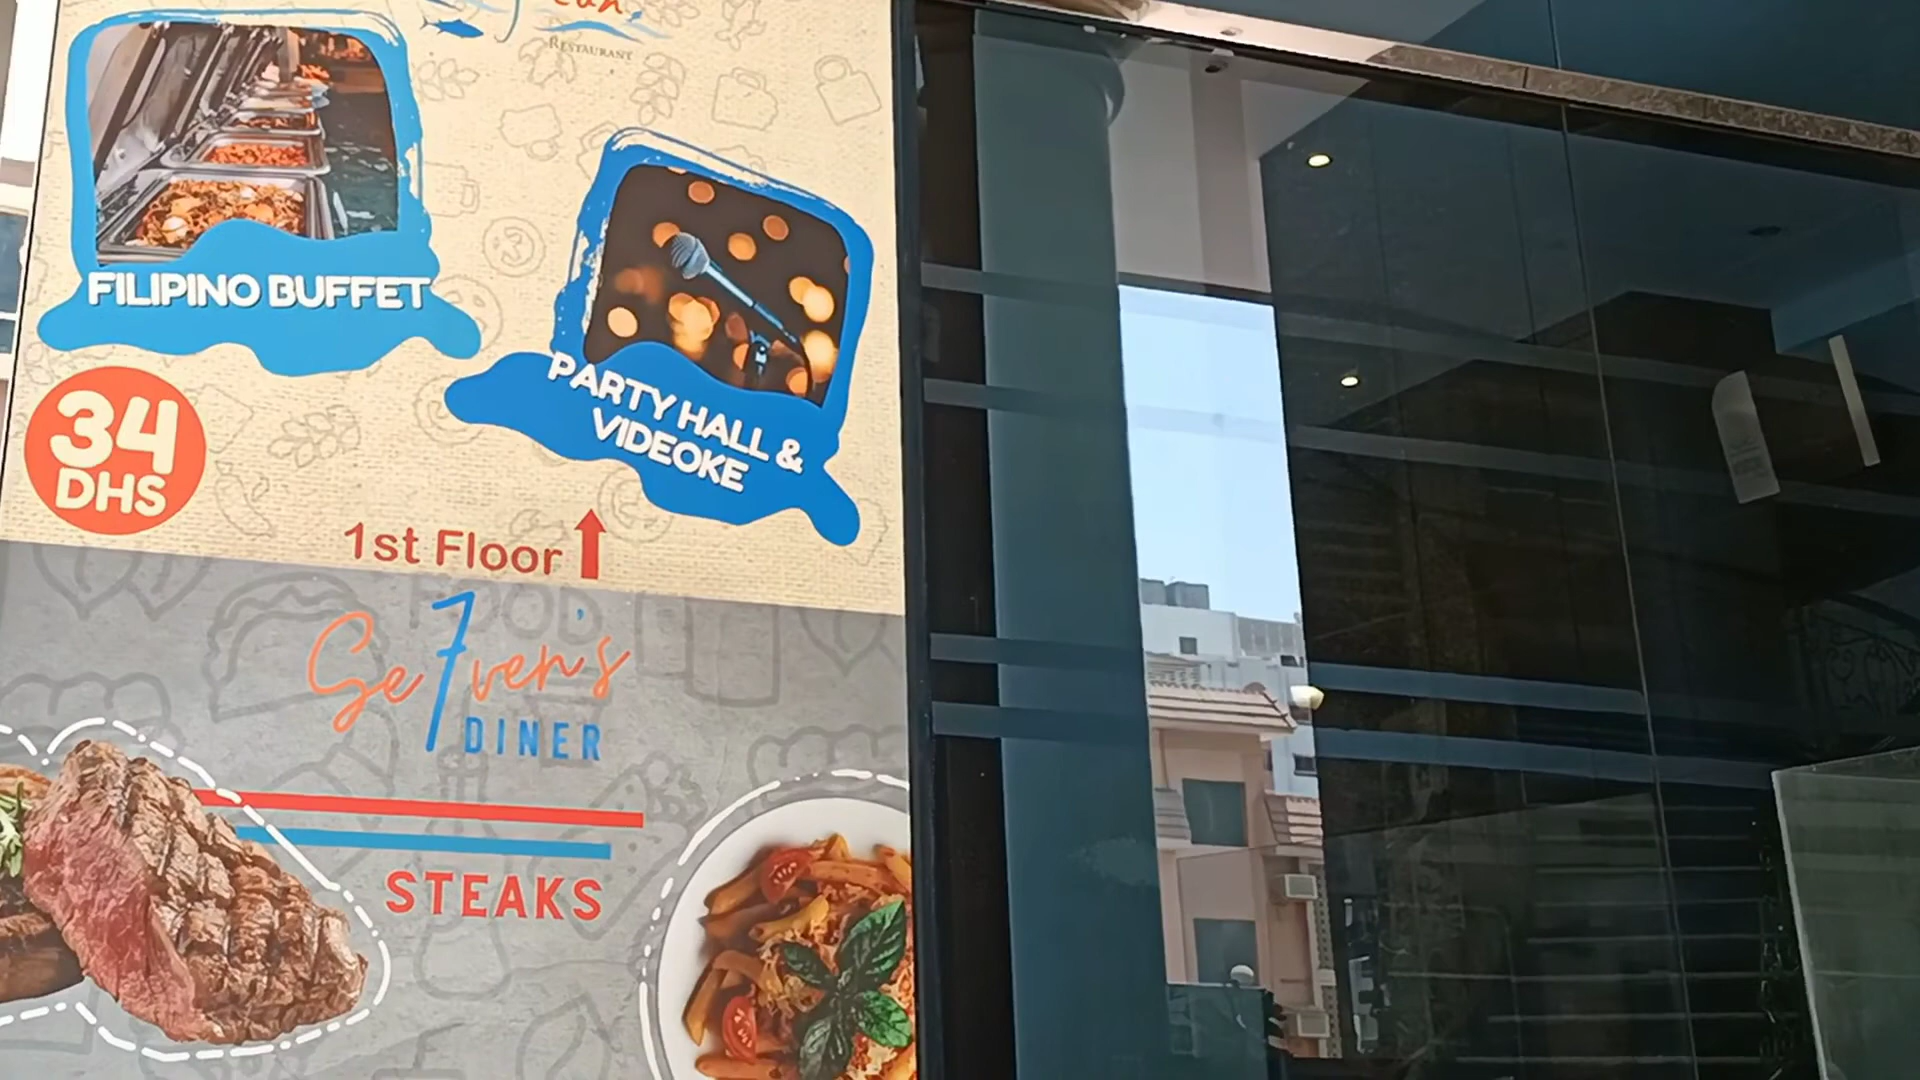 RESTAURANT
FILIPINO BUFFET
PARTY HALL &
VIDEOKE
34
DHS
1st Floor
Se7ven's
DINER
STEAKS